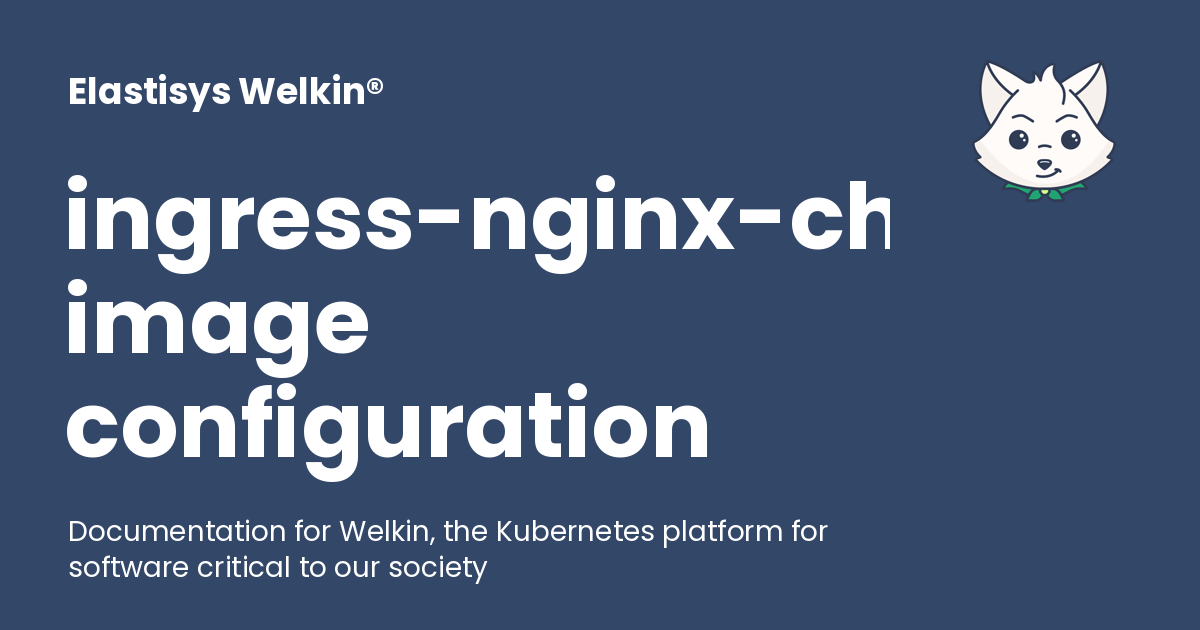 Elastisys Welkin®
ingress-nginx-ch
image
configuration
Documentation for Welkin, the Kubernetes platform for
software critical to our society